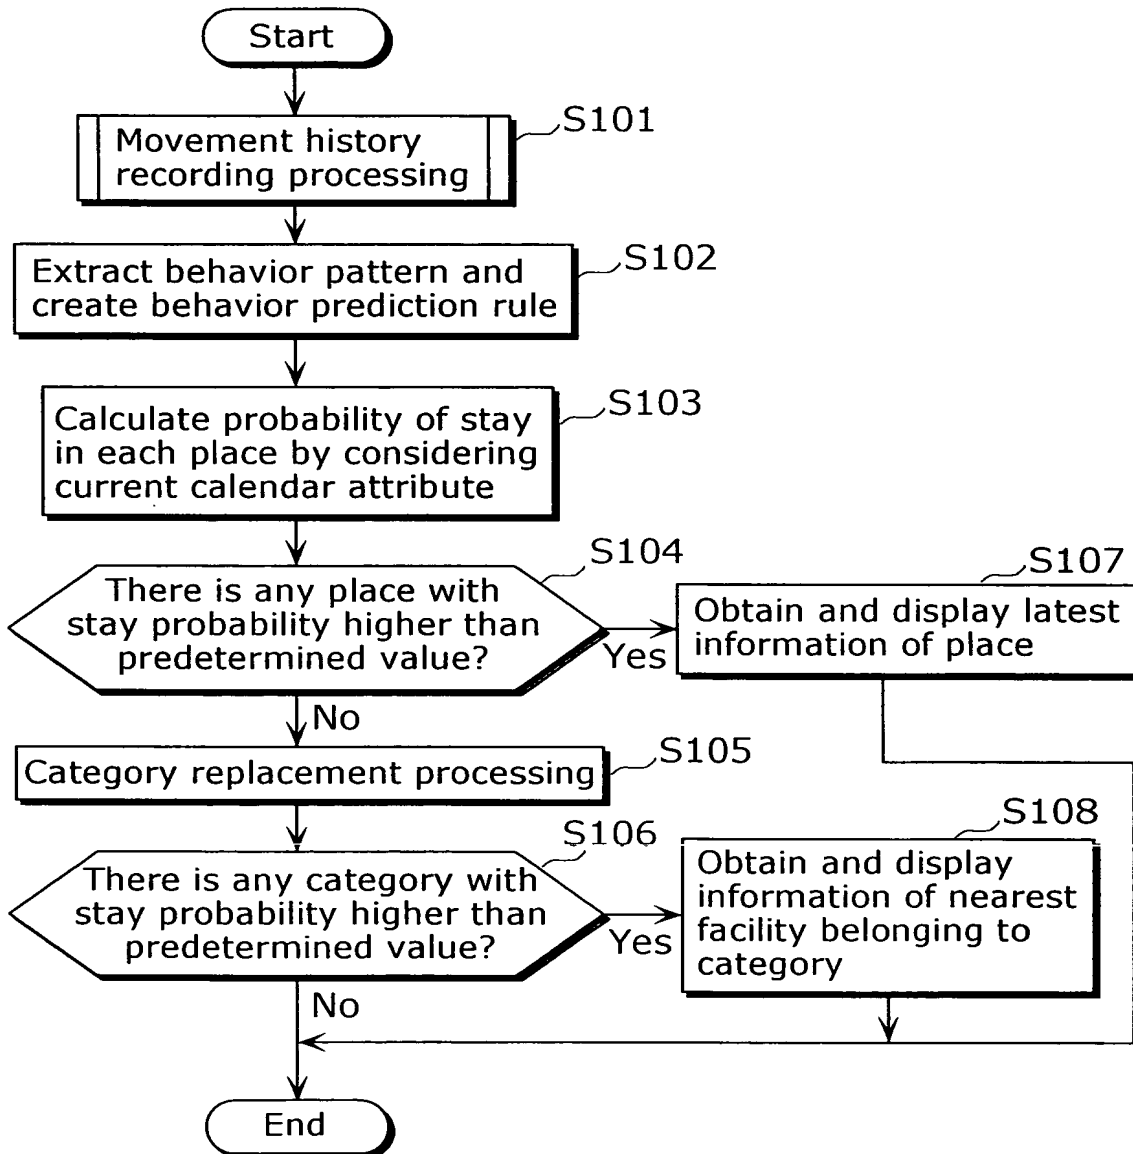 Start
Movement history
recording processing
S101
Extract behavior pattern and
create behavior prediction rule
S102
Calculate probability of stay
in each place by considering
current calendar attribute
S103
There is any place with
stay probability higher than
predetermined value?
S104
Yes
Obtain and display latest
information of place
S107
No
Category replacement processing
S105
There is any category with
stay probability higher than
predetermined value?
S106
Yes
Obtain and display
information of nearest
facility belonging to
category
S108
No
End